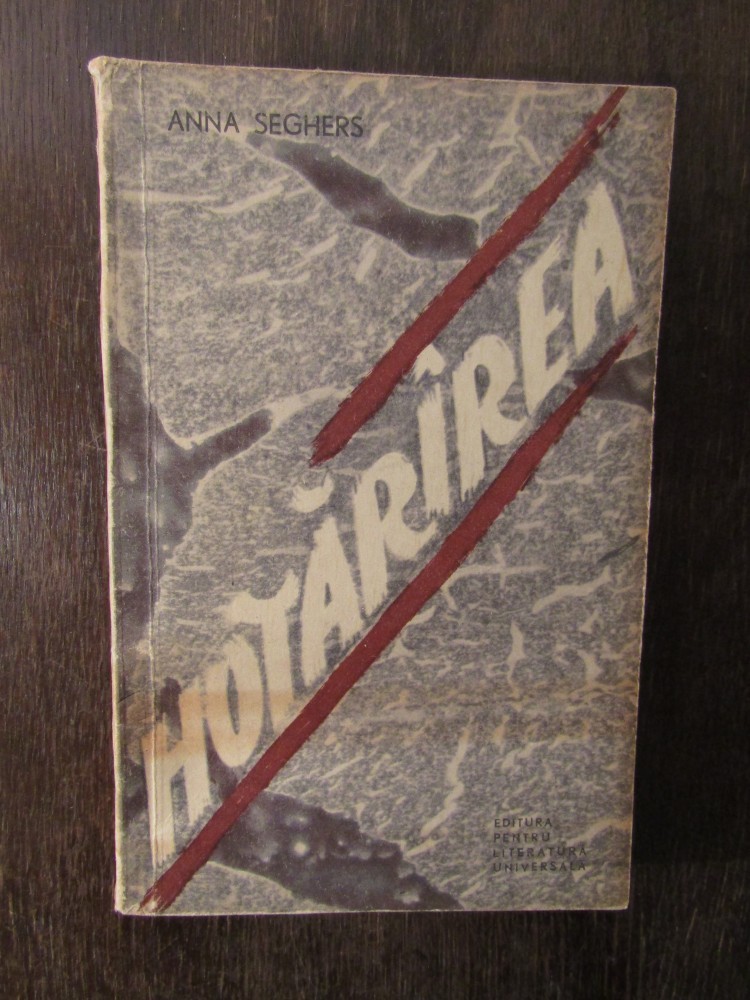 ANNA SEGHERS
HOTĂRÎREA
EDITURA
PENTRU
LITERATURĂ
UNIVERSALĂ